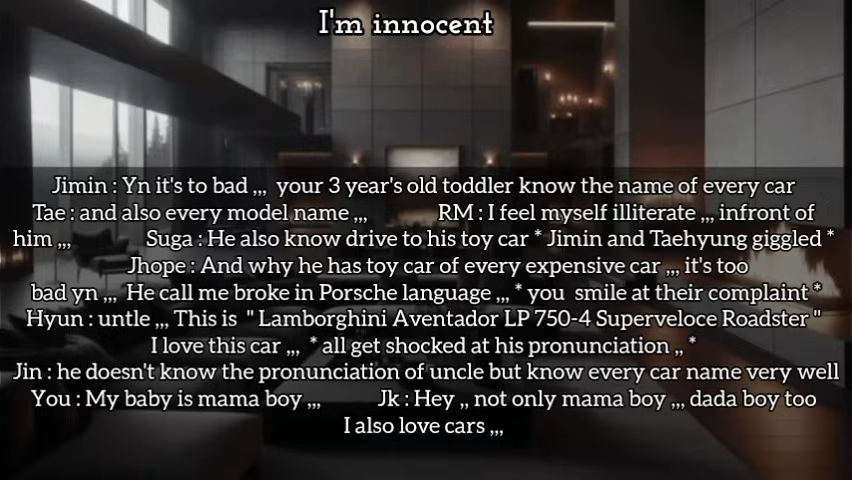 I'm innocent
Jimin : Yn it's to bad ,,, your 3 year's old toddler know the name of every car
Tae : and also every model name ,,, RM : I feel myself illiterate ,,, infront of
him ,,, Suga : He also know drive to his toy car * Jimin and Taehyung giggled *
Jhope : And why he has toy car of every expensive car ,,, it's too
bad yn ,,, He call me broke in Porsche language ,,, * you smile at their complaint *
Hyun : untle ,,, This is " Lamborghini Aventador LP 750-4 Superveloce Roadster "
I love this car ,,, * all get shocked at his pronunciation ,, *
Jin : he doesn't know the pronunciation of uncle but know every car name very well
You : My baby is mama boy ,,, Jk : Hey ,, not only mama boy ,,, dada boy too
I also love cars ,,,